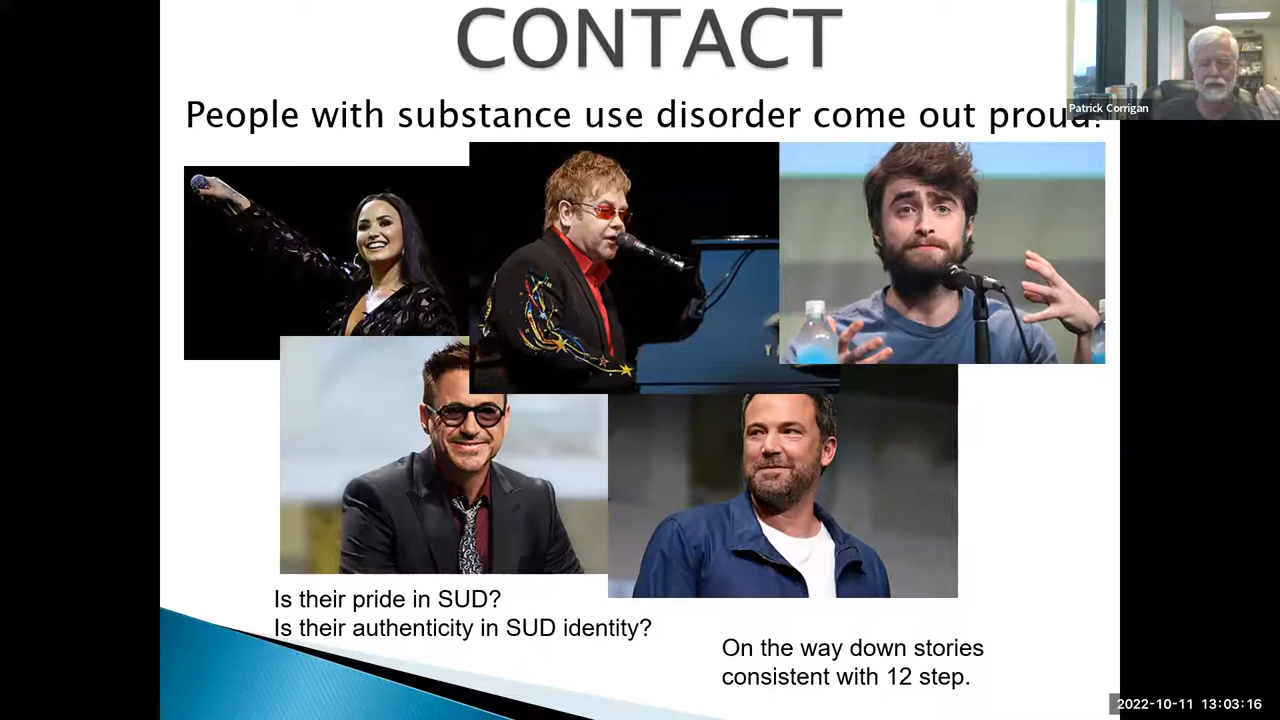 CONTACT
People with substance use disorder come out proud?
Patrick Corrigan
Is their pride in SUD?
Is their authenticity in SUD identity?
On the way down stories
consistent with 12 step.
2022-10-11 13:03:16